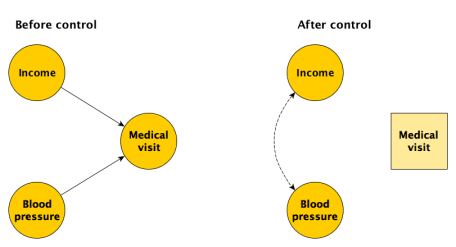 Before control
After control
Income
Income
Medical
visit
Medical
visit
Blood
pressure
Blood
pressure